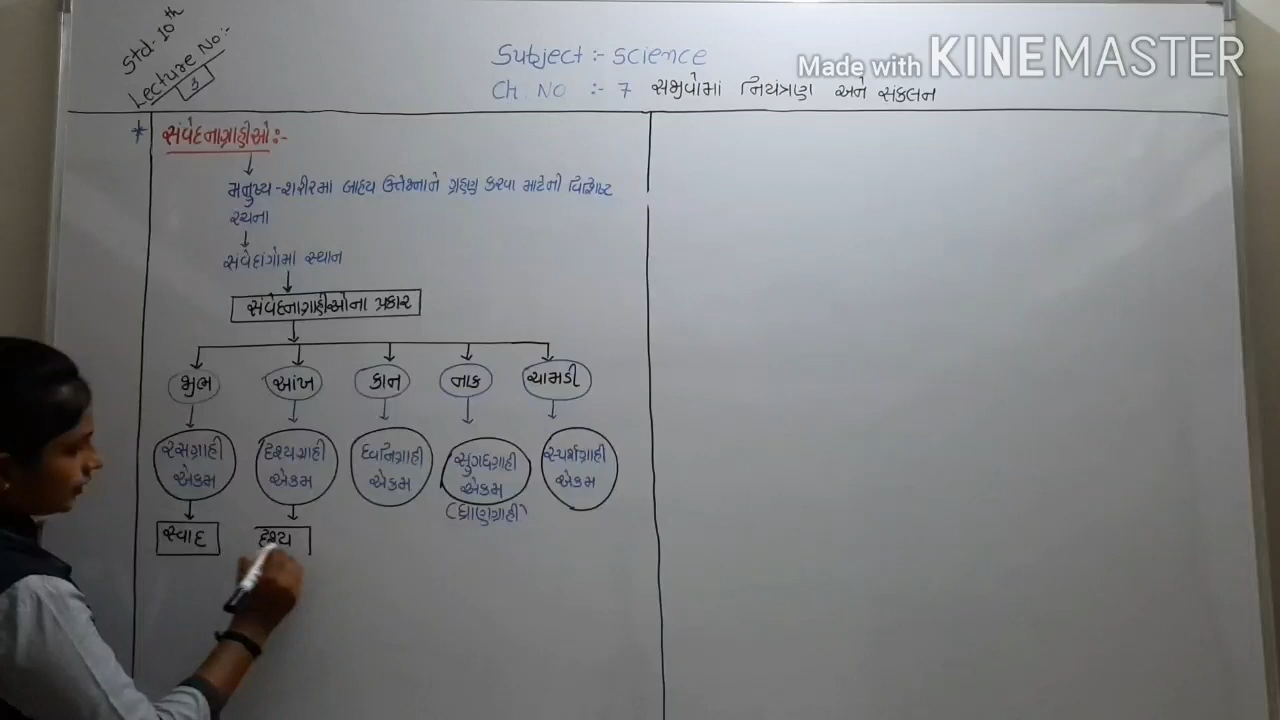 Std- 10th
Lecture No:-
3
Subject :- Science
Made with KINEMASTER
Ch. NO :- 7 સજીવોમાં નિયંત્રણ અને સંકલન
* સંવેદનાગ્રાહીઓ :-
મનુષ્ય-શરીરમાં બાહ્ય ઉત્તેજનાને ગ્રહણ કરવા માટેની વિશિષ્ટ
રચના
સંવેદાંગોમાં સ્થાન
સંવેદનાગ્રાહીઓના પ્રકાર
જીભ આંખ કાન નાક ચામડી
રસગ્રાહી દૃશ્યગ્રાહી ધ્વનિગ્રાહી સુગંધગ્રાહી સ્પર્શગ્રાહી
એકમ એકમ એકમ એકમ એકમ
(ઘ્રાણગ્રાહી)
સ્વાદ દૃશ્ય